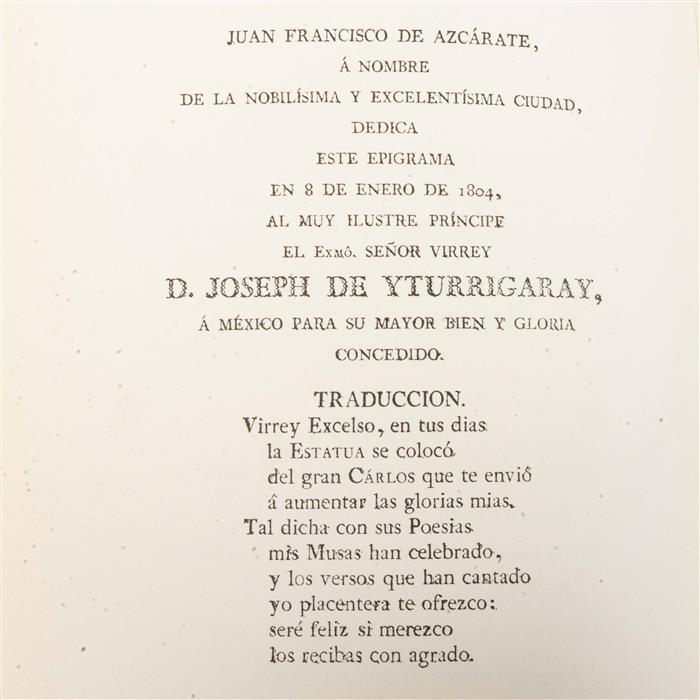 JUAN FRANCISCO DE AZCÁRATE,
Á NOMBRE
DE LA NOBILÍSIMA Y EXCELENTÍSIMA CIUDAD,
DEDICA
ESTE EPIGRAMA
EN 8 DE ENERO DE 1804,
AL MUY ILUSTRE PRÍNCIPE
EL EXMÔ. SEÑOR VIRREY
D. JOSEPH DE YTURRIGARAY,
Á MÉXICO PARA SU MAYOR BIEN Y GLORIA
CONCEDIDO.
TRADUCCION.
Virrey Excelso, en tus dias
la ESTATUA se colocó
del gran CÁRLOS que te envió
á aumentar las glorias mias.
Tal dicha con sus Poesías
mis Musas han celebrado,
y los versos que han cantado
yo placentera te ofrezco:
seré feliz si merezco
los recibas con agrado.